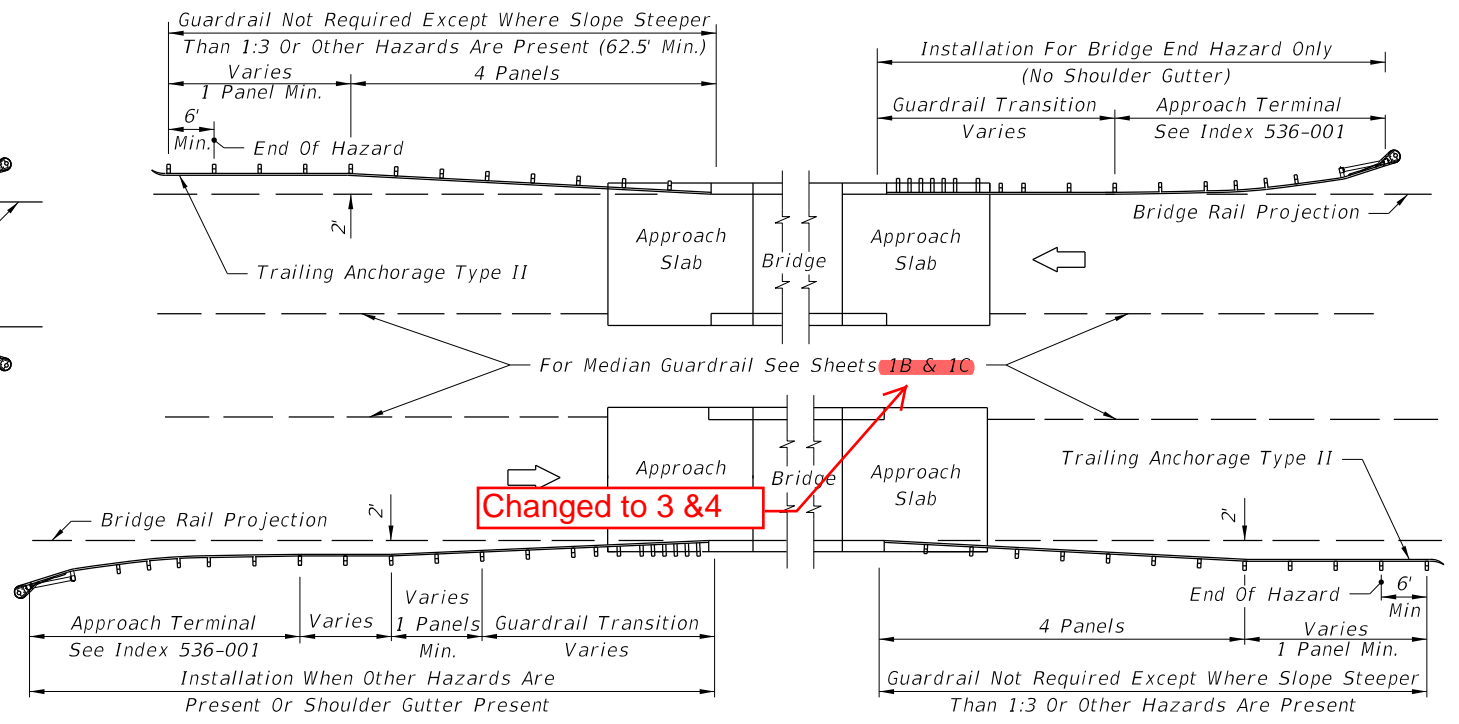 Guardrail Not Required Except Where Slope Steeper
Than 1:3 Or Other Hazards Are Present (62.5' Min.)
Varies
1 Panel Min.
4 Panels
6'
Min.
End Of Hazard
2'
Trailing Anchorage Type II
Installation For Bridge End Hazard Only
(No Shoulder Gutter)
Guardrail Transition
Varies
Approach Terminal
See Index 536-001
Bridge Rail Projection
Approach
Slab
Bridge
Approach
Slab
For Median Guardrail See Sheets 1B & 1C
Changed to 3 &4
Approach
Bridge
Approach
Slab
Trailing Anchorage Type II
Bridge Rail Projection
2'
2'
Approach Terminal
See Index 536-001
Varies
Varies
1 Panels
Min.
Guardrail Transition
Varies
Installation When Other Hazards Are
Present Or Shoulder Gutter Present
End Of Hazard
6'
Min
4 Panels
Varies
1 Panel Min.
Guardrail Not Required Except Where Slope Steeper
Than 1:3 Or Other Hazards Are Present